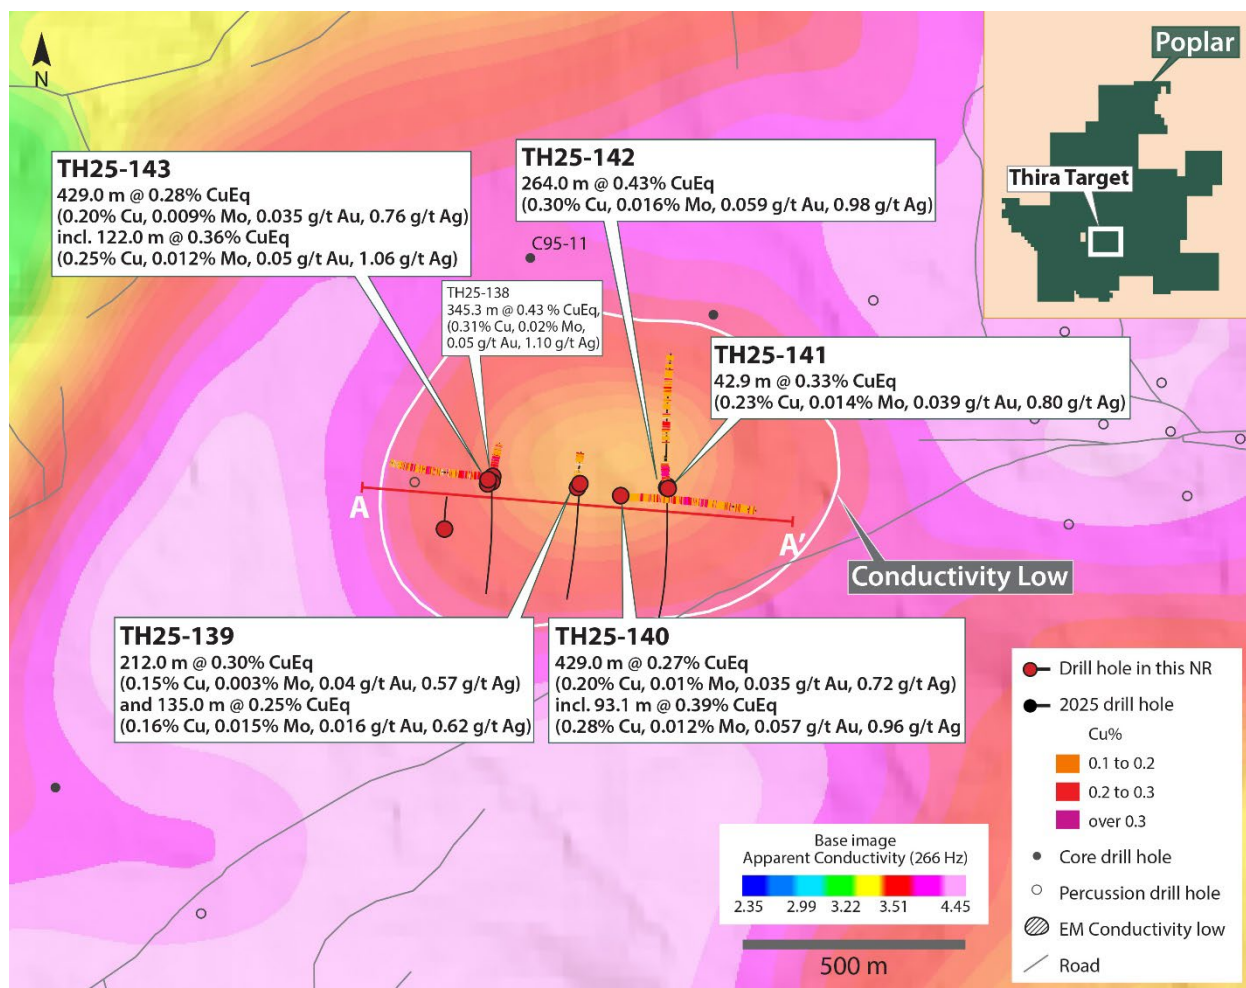 N
Poplar
Thira Target
TH25-143
429.0 m @ 0.28% CuEq
(0.20% Cu, 0.009% Mo, 0.035 g/t Au, 0.76 g/t Ag)
incl. 122.0 m @ 0.36% CuEq
(0.25% Cu, 0.012% Mo, 0.05 g/t Au, 1.06 g/t Ag)
TH25-142
264.0 m @ 0.43% CuEq
(0.30% Cu, 0.016% Mo, 0.059 g/t Au, 0.98 g/t Ag)
C95-11
TH25-138
345.3 m @ 0.43 % CuEq,
(0.31% Cu, 0.02% Mo,
0.05 g/t Au, 1.10 g/t Ag)
TH25-141
42.9 m @ 0.33% CuEq
(0.23% Cu, 0.014% Mo, 0.039 g/t Au, 0.80 g/t Ag)
A
A'
Conductivity Low
TH25-139
212.0 m @ 0.30% CuEq
(0.15% Cu, 0.003% Mo, 0.04 g/t Au, 0.57 g/t Ag)
and 135.0 m @ 0.25% CuEq
(0.16% Cu, 0.015% Mo, 0.016 g/t Au, 0.62 g/t Ag)
TH25-140
429.0 m @ 0.27% CuEq
(0.20% Cu, 0.01% Mo, 0.035 g/t Au, 0.72 g/t Ag)
incl. 93.1 m @ 0.39% CuEq
(0.28% Cu, 0.012% Mo, 0.057 g/t Au, 0.96 g/t Ag
Drill hole in this NR
2025 drill hole
Cu%
0.1 to 0.2
0.2 to 0.3
over 0.3
Core drill hole
Percussion drill hole
EM Conductivity low
Road
Base image
Apparent Conductivity (266 Hz)
2.35 2.99 3.22 3.51 4.45
500 m